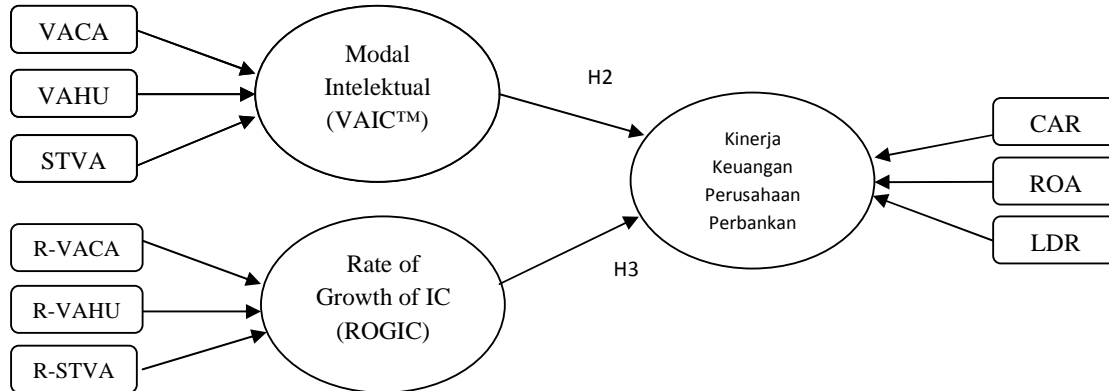 VACA
VAHU
STVA
Modal
Intelektual
(VAIC™)
H2
R-VACA
R-VAHU
R-STVA
Rate of
Growth of IC
(ROGIC)
H3
Kinerja
Keuangan
Perusahaan
Perbankan
CAR
ROA
LDR